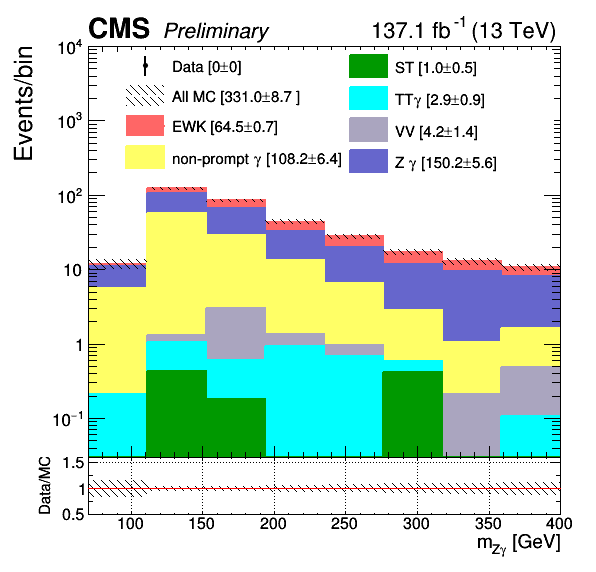 CMS Preliminary 137.1 fb⁻¹ (13 TeV)
Events/bin
10⁴
10³
10²
10
1
10⁻¹
Data [0±0]
All MC [331.0±8.7 ]
EWK [64.5±0.7]
non-prompt γ [108.2±6.4]
ST [1.0±0.5]
TTγ [2.9±0.9]
VV [4.2±1.4]
Z γ [150.2±5.6]
Data/MC
1.5
1
0.5
100 150 200 250 300 350 400
m_Zγ [GeV]